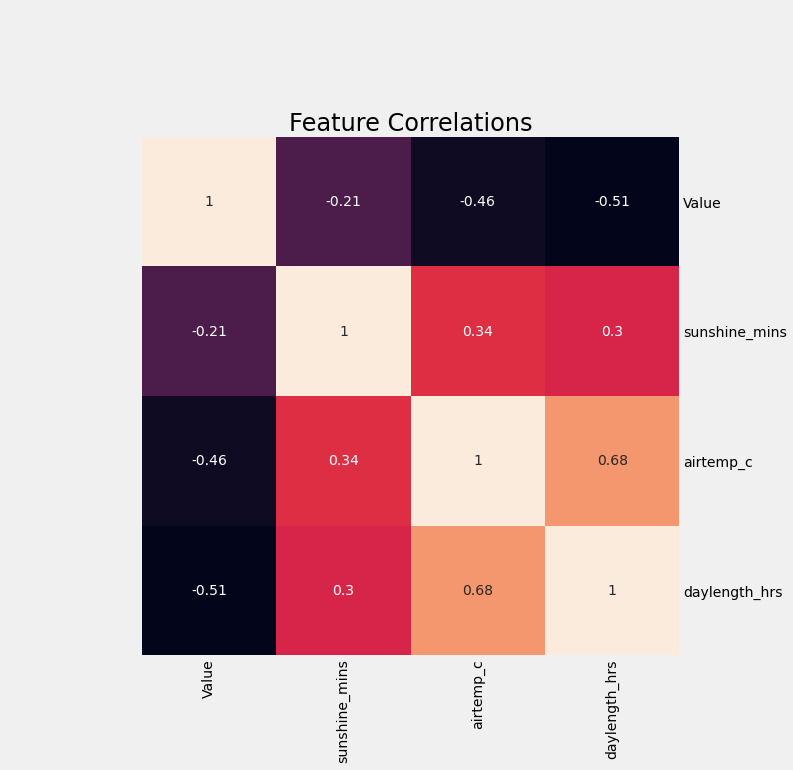 Feature Correlations
1 -0.21 -0.46 -0.51 Value
-0.21 1 0.34 0.3 sunshine_mins
-0.46 0.34 1 0.68 airtemp_c
-0.51 0.3 0.68 1 daylength_hrs
Value
sunshine_mins
airtemp_c
daylength_hrs